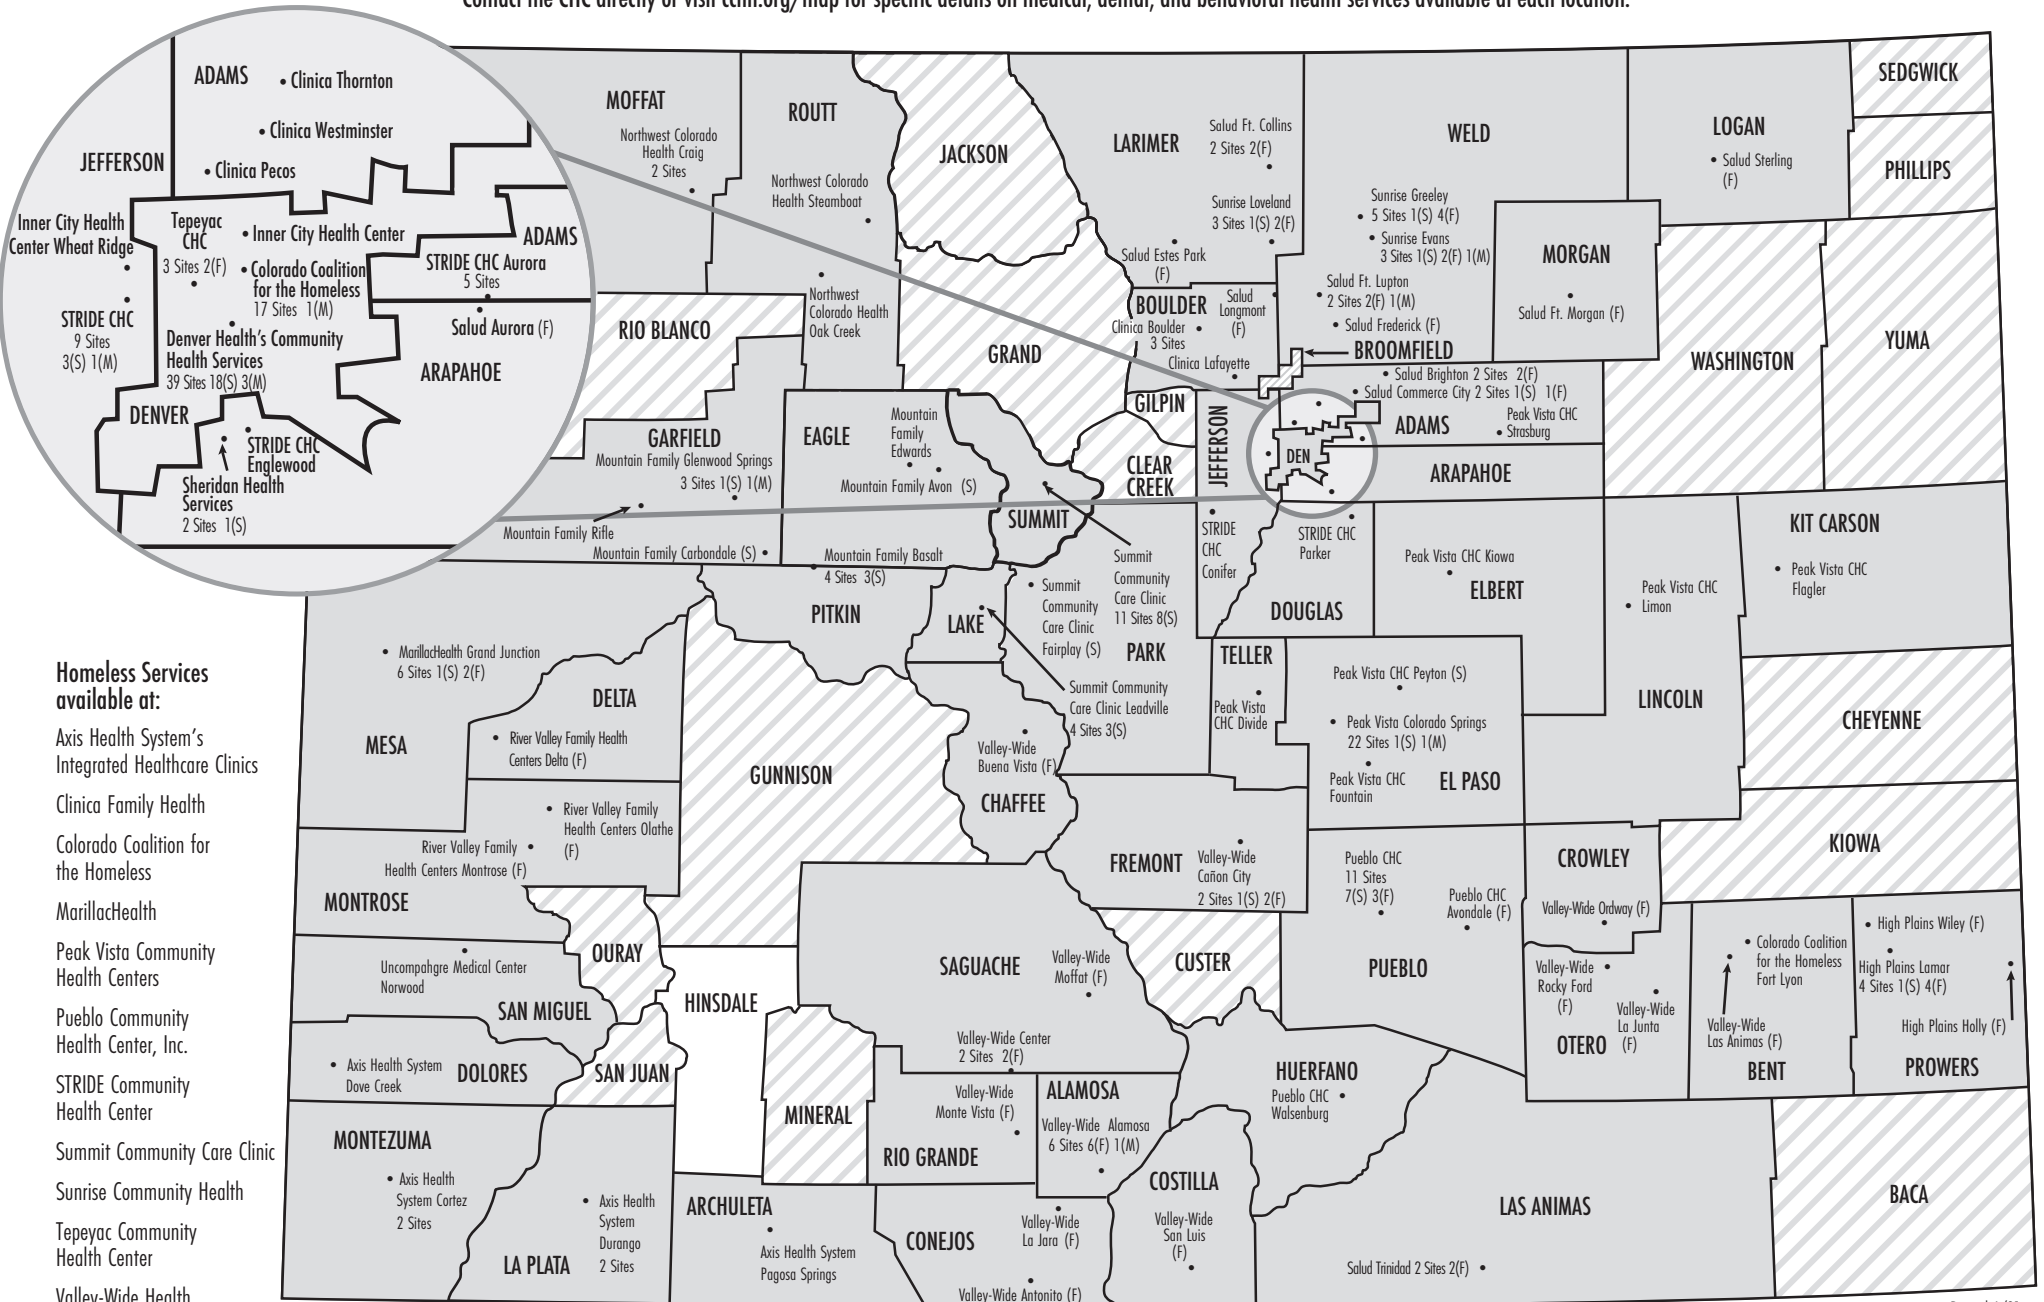 Contact the CHC directly or visit cchn.org/map for specific details on medical, dental, and behavioral health services available at each location.
ADAMS
• Clinica Thornton
• Clinica Westminster
JEFFERSON
• Clinica Pecos
Inner City Health
Center Wheat Ridge
Tepeyac
CHC
3 Sites 2(F)
• Inner City Health Center
ADAMS
• Colorado Coalition
for the Homeless
17 Sites 1(M)
STRIDE CHC Aurora
5 Sites
Salud Aurora (F)
STRIDE CHC
9 Sites
3(S) 1(M)
Denver Health's Community
Health Services
39 Sites 18(S) 3(M)
ARAPAHOE
DENVER
STRIDE CHC
Englewood
Sheridan Health
Services
2 Sites 1(S)
MOFFAT
Northwest Colorado
Health Craig
2 Sites
ROUTT
Northwest Colorado
Health Steamboat
Northwest
Colorado Health
Oak Creek
JACKSON
LARIMER
Salud Ft. Collins
2 Sites 2(F)
Sunrise Loveland
3 Sites 1(S) 2(F)
Salud Estes Park
(F)
WELD
Sunrise Greeley
• 5 Sites 1(S) 4(F)
• Sunrise Evans
3 Sites 1(S) 2(F) 1(M)
Salud Ft. Lupton
• 2 Sites 2(F) 1(M)
• Salud Frederick (F)
LOGAN
• Salud Sterling
(F)
SEDGWICK
PHILLIPS
MORGAN
Salud Ft. Morgan (F)
WASHINGTON
YUMA
RIO BLANCO
GRAND
BOULDER
Salud
Longmont
(F)
Clinica Boulder •
3 Sites
Clinica Lafayette
BROOMFIELD
• Salud Brighton 2 Sites 2(F)
• Salud Commerce City 2 Sites 1(S) 1(F)
ADAMS
Peak Vista CHC
• Strasburg
GILPIN
JEFFERSON
DEN
ARAPAHOE
CLEAR
CREEK
GARFIELD
Mountain Family Glenwood Springs
3 Sites 1(S) 1(M)
Mountain Family Rifle
Mountain Family Carbondale (S) •
EAGLE
Mountain
Family
Edwards
Mountain Family Avon (S)
Mountain Family Basalt
4 Sites 3(S)
SUMMIT
Summit
Community
Care Clinic
11 Sites 8(S)
STRIDE
CHC
Conifer
STRIDE CHC
Parker
DOUGLAS
Peak Vista CHC Kiowa
ELBERT
KIT CARSON
• Peak Vista CHC
Flagler
Peak Vista CHC
• Limon
LINCOLN
PITKIN
LAKE
• Summit
Community
Care Clinic
Fairplay (S)
PARK
Summit Community
Care Clinic Leadville
4 Sites 3(S)
TELLER
Peak Vista
CHC Divide
Peak Vista CHC Peyton (S)
• Peak Vista Colorado Springs
22 Sites 1(S) 1(M)
Peak Vista CHC
Fountain
EL PASO
CHEYENNE
• MarillacHealth Grand Junction
6 Sites 1(S) 2(F)
MESA
DELTA
• River Valley Family Health
Centers Delta (F)
GUNNISON
Valley-Wide
Buena Vista (F)
CHAFFEE
• River Valley Family
Health Centers Olathe
(F)
River Valley Family •
Health Centers Montrose (F)
MONTROSE
FREMONT
Valley-Wide
Cañon City
2 Sites 1(S) 2(F)
Pueblo CHC
11 Sites
7(S) 3(F)
Pueblo CHC
Avondale (F)
PUEBLO
CROWLEY
Valley-Wide Ordway (F)
KIOWA
OURAY
Uncompahgre Medical Center
Norwood
SAN MIGUEL
HINSDALE
SAGUACHE
Valley-Wide
Moffat (F)
Valley-Wide Center
2 Sites 2(F)
CUSTER
Valley-Wide
Rocky Ford
(F)
Valley-Wide
La Junta
(F)
OTERO
• Colorado Coalition
for the Homeless
Fort Lyon
Valley-Wide
Las Animas (F)
BENT
• High Plains Wiley (F)
High Plains Lamar
4 Sites 1(S) 4(F)
High Plains Holly (F)
PROWERS
• Axis Health System
Dove Creek
DOLORES
SAN JUAN
MINERAL
Valley-Wide
Monte Vista (F)
RIO GRANDE
ALAMOSA
Valley-Wide Alamosa
6 Sites 6(F) 1(M)
HUERFANO
Pueblo CHC •
Walsenburg
MONTEZUMA
• Axis Health
System Cortez
2 Sites
LA PLATA
• Axis Health
System
Durango
2 Sites
ARCHULETA
Axis Health System
Pagosa Springs
CONEJOS
Valley-Wide
La Jara (F)
Valley-Wide Antonito (F)
COSTILLA
Valley-Wide
San Luis
(F)
LAS ANIMAS
Salud Trinidad 2 Sites 2(F) •
BACA
Homeless Services
available at:
Axis Health System's
Integrated Healthcare Clinics
Clinica Family Health
Colorado Coalition for
the Homeless
MarillacHealth
Peak Vista Community
Health Centers
Pueblo Community
Health Center, Inc.
STRIDE Community
Health Center
Summit Community Care Clinic
Sunrise Community Health
Tepeyac Community
Health Center
Valley-Wide Health